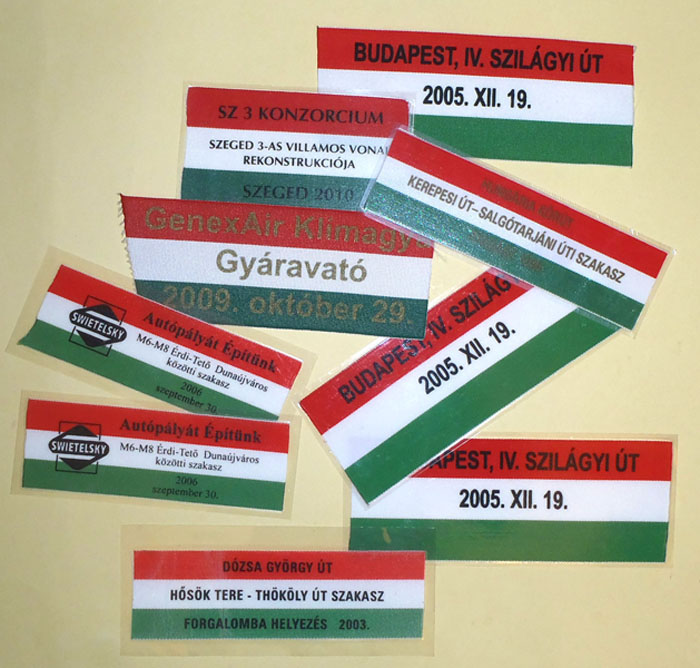 BUDAPEST, IV. SZILÁGYI ÚT
2005. XII. 19.
SZ 3 KONZORCIUM
SZEGED 3-AS VILLAMOS VONAL
REKONSTRUKCIÓJA
SZEGED 2010
KEREPESI ÚT–SALGÓTARJÁNI ÚTI SZAKASZ
GenexAir Klímagyá
Gyáravató
2009. október 29.
BUDAPEST, IV. SZILÁG
2005. XII. 19.
SWIETELSKY
Autópályát Építünk
M6-M8 Érdi-Tető Dunaújváros
közötti szakasz
2006
szeptember 30.
SWIETELSKY
Autópályát Építünk
M6-M8 Érdi-Tető Dunaújváros
közötti szakasz
2006
szeptember 30.
APEST, IV. SZILÁGYI ÚT
2005. XII. 19.
DÓZSA GYÖRGY ÚT
HŐSÖK TERE - THÖKÖLY ÚT SZAKASZ
FORGALOMBA HELYEZÉS 2003.